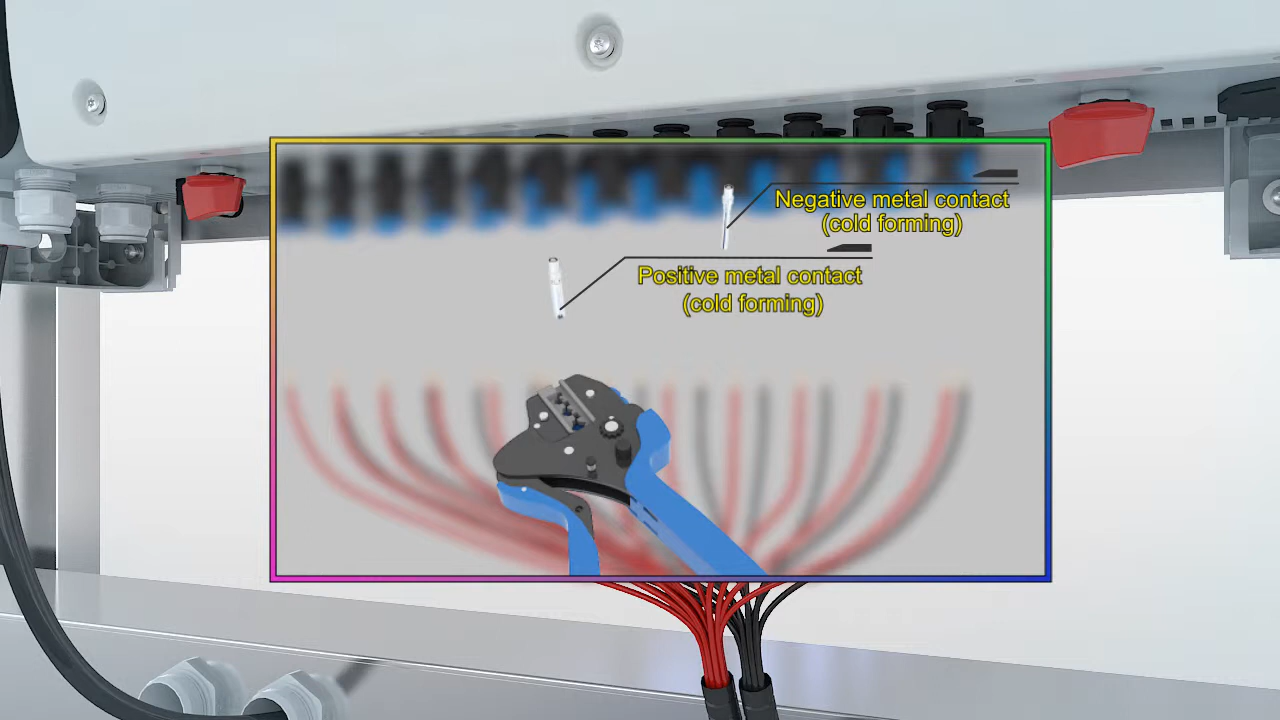 Negative metal contact
(cold forming)
Positive metal contact
(cold forming)